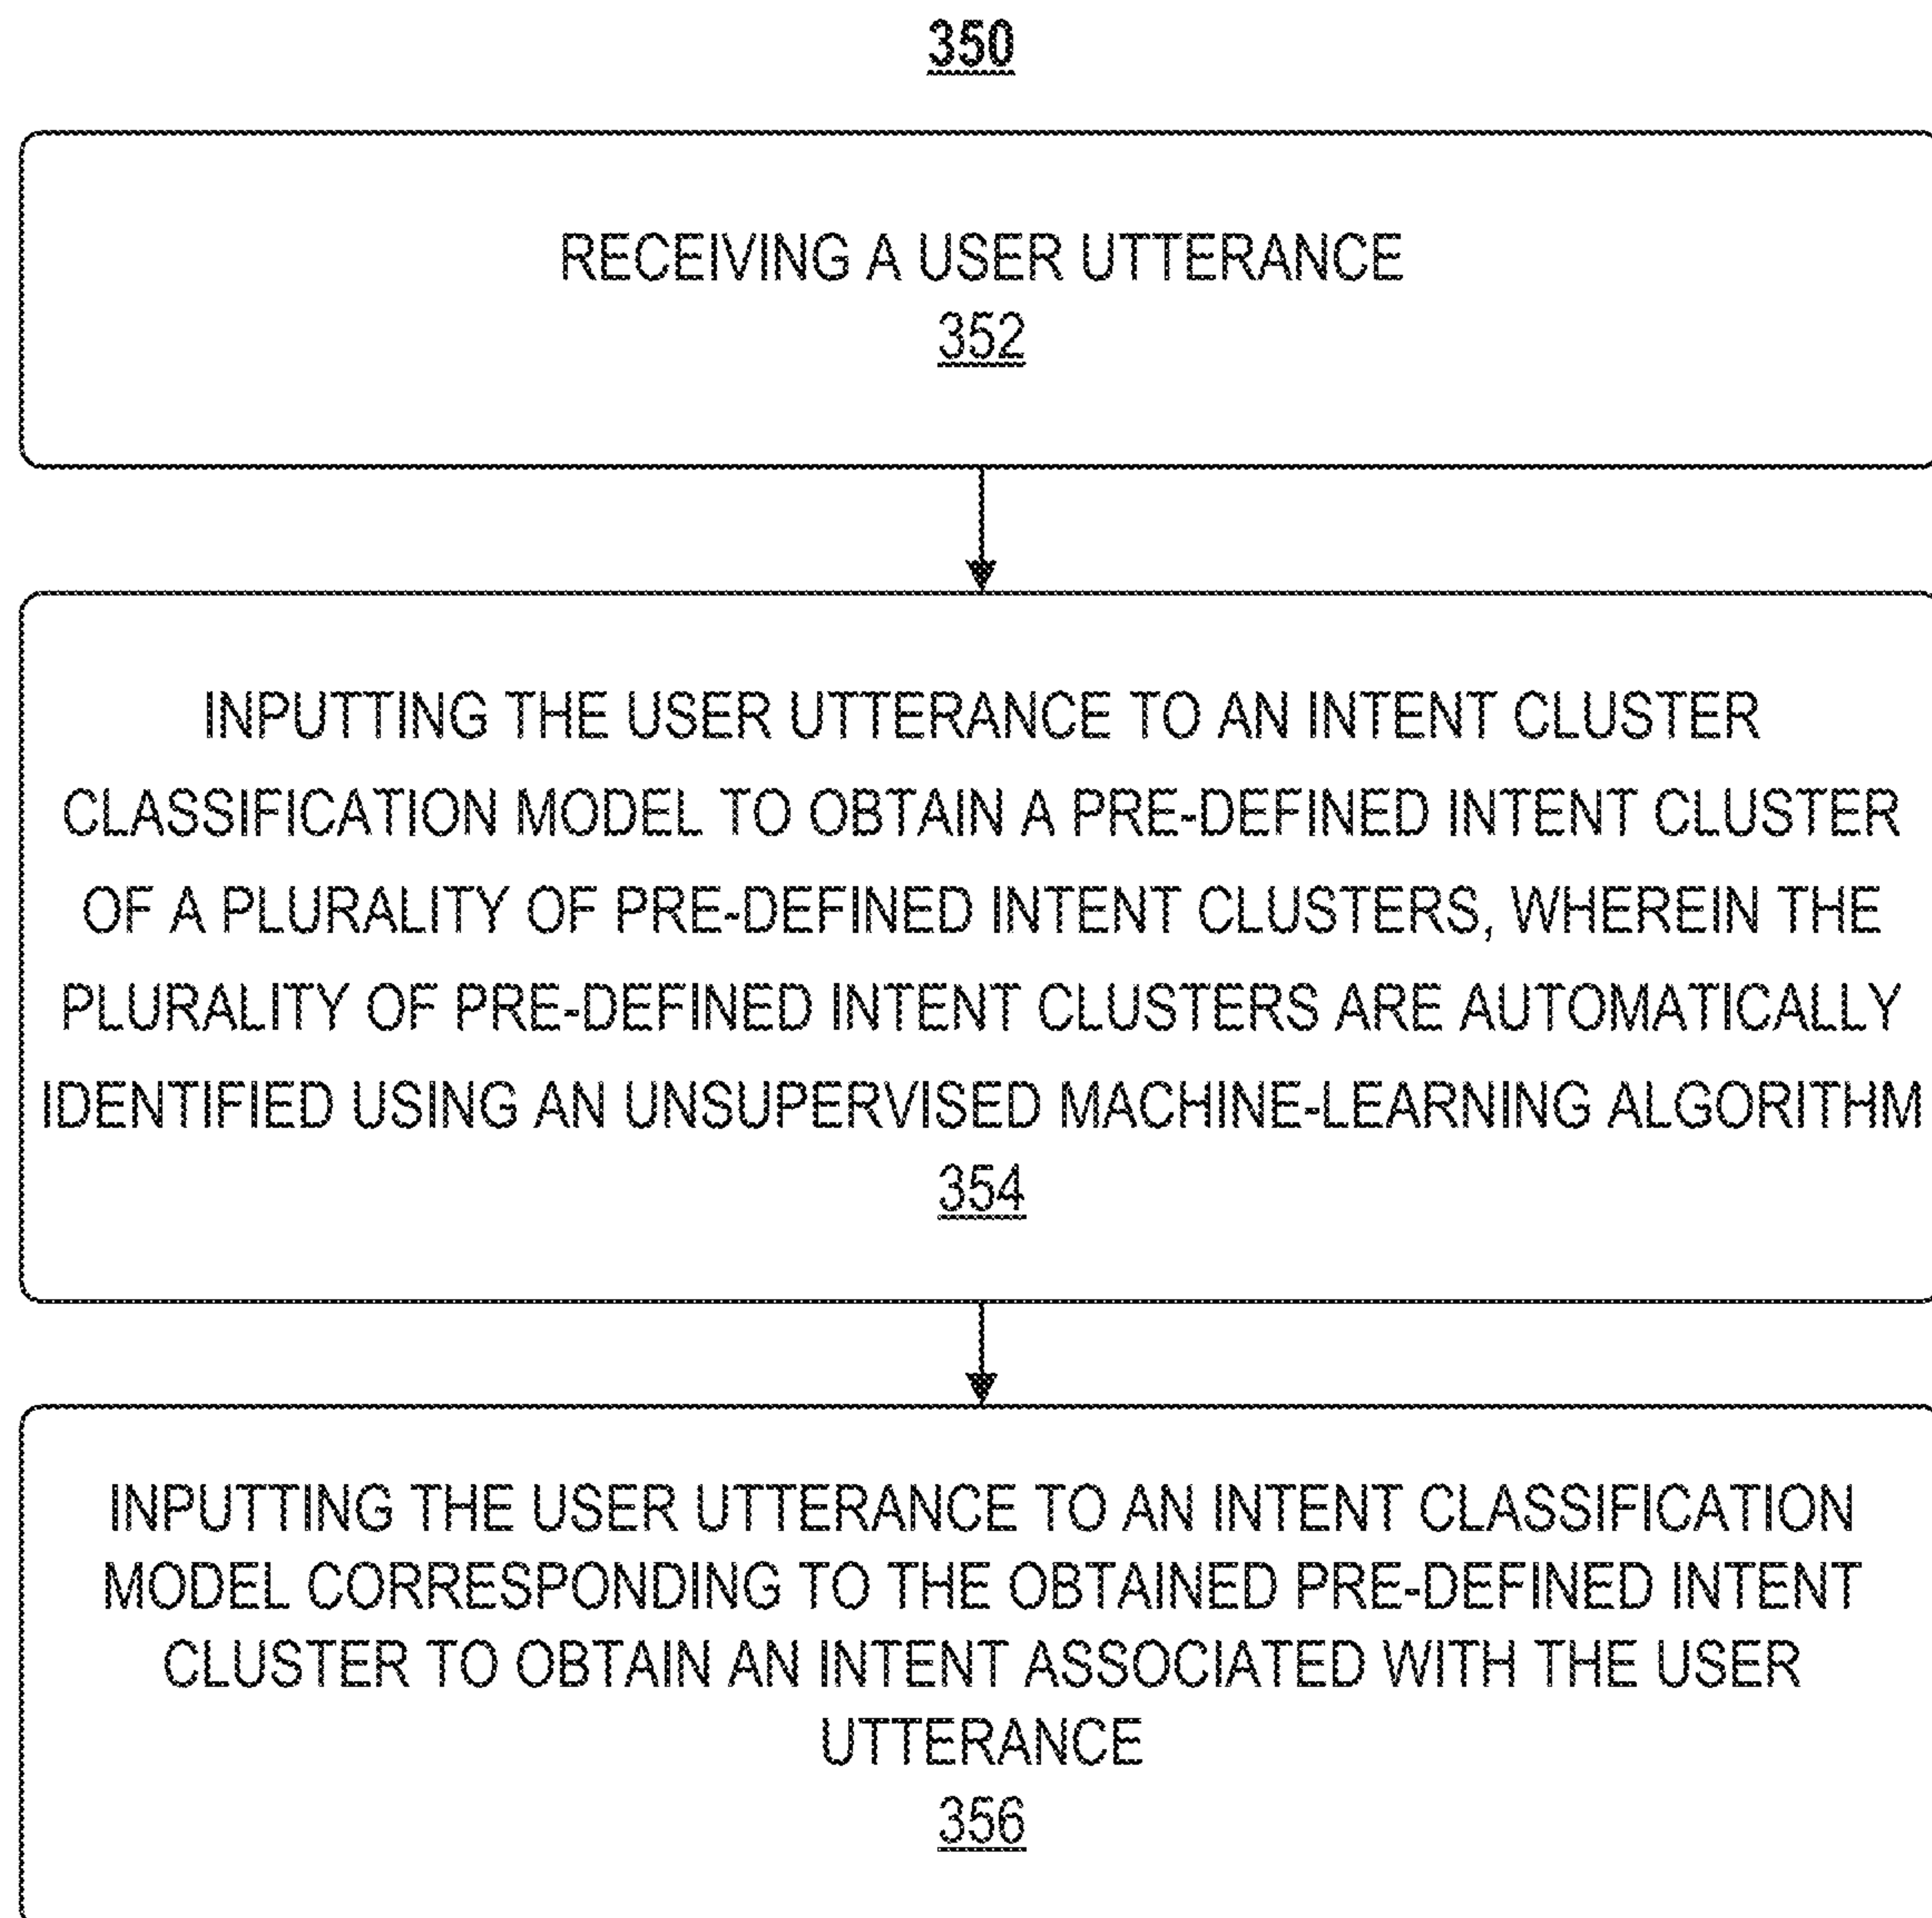 350
RECEIVING A USER UTTERANCE
352
INPUTTING THE USER UTTERANCE TO AN INTENT CLUSTER
CLASSIFICATION MODEL TO OBTAIN A PRE-DEFINED INTENT CLUSTER
OF A PLURALITY OF PRE-DEFINED INTENT CLUSTERS, WHEREIN THE
PLURALITY OF PRE-DEFINED INTENT CLUSTERS ARE AUTOMATICALLY
IDENTIFIED USING AN UNSUPERVISED MACHINE-LEARNING ALGORITHM
354
INPUTTING THE USER UTTERANCE TO AN INTENT CLASSIFICATION
MODEL CORRESPONDING TO THE OBTAINED PRE-DEFINED INTENT
CLUSTER TO OBTAIN AN INTENT ASSOCIATED WITH THE USER
UTTERANCE
356